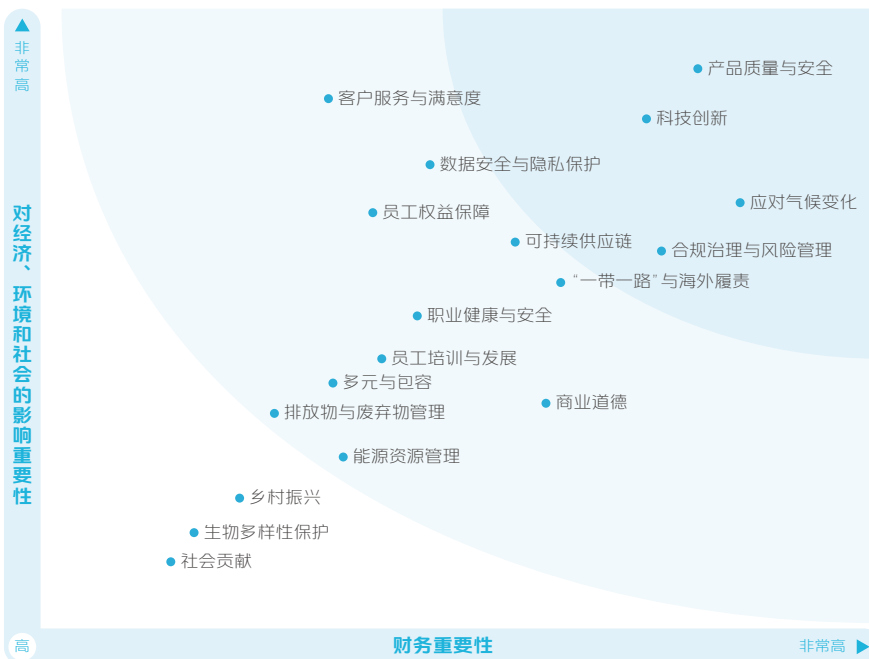 非常高
对经济、环境和社会的影响重要性
产品质量与安全
客户服务与满意度
科技创新
数据安全与隐私保护
应对气候变化
员工权益保障
可持续供应链
合规治理与风险管理
“一带一路”与海外履责
职业健康与安全
员工培训与发展
多元与包容
商业道德
排放物与废弃物管理
能源资源管理
乡村振兴
生物多样性保护
社会贡献
高
财务重要性
非常高